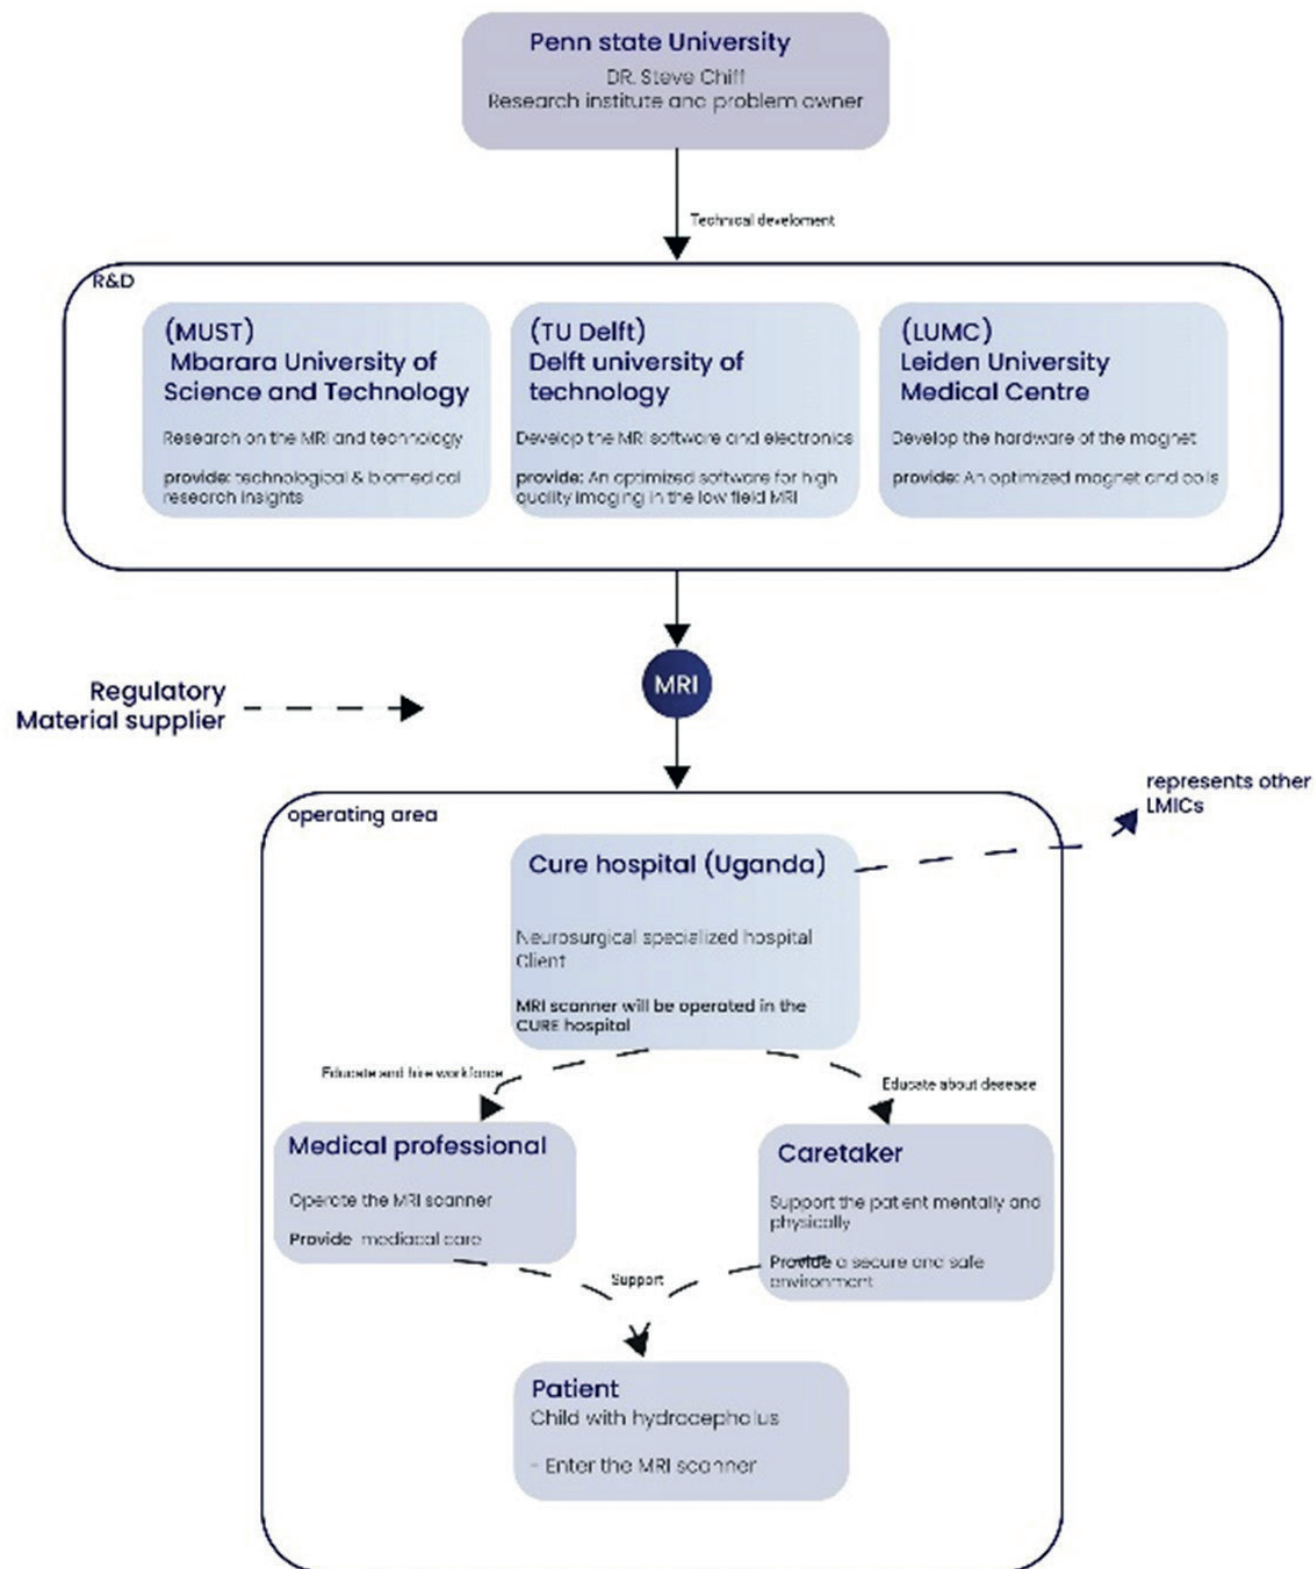 Penn state University
DR. Steve Chiff
Research institute and problem owner
Technical develoment
R&D
(MUST)
Mbarara University of
Science and Technology
Research on the MRI and technology
provide: technological & biomedical
research insights
(TU Delft)
Delft university of
technology
Develop the MRI software and electronics
provide: An optimized software for high
quality imaging in the low field MRI
(LUMC)
Leiden University
Medical Centre
Develop the hardware of the magnet
provide: An optimized magnet and coils
MRI
Regulatory
Material supplier
represents other
LMICs
operating area
Cure hospital (Uganda)
Neurosurgical specialized hospital
Client
MRI scanner will be operated in the
CURE hospital
Educate and hire workforce
Educate about desease
Medical professional
Operate the MRI scanner
Provide mediacal care
Caretaker
Support the patient mentally and
physically
Provide a secure and safe
environment
Support
Patient
Child with hydrocephalus
- Enter the MRI scanner